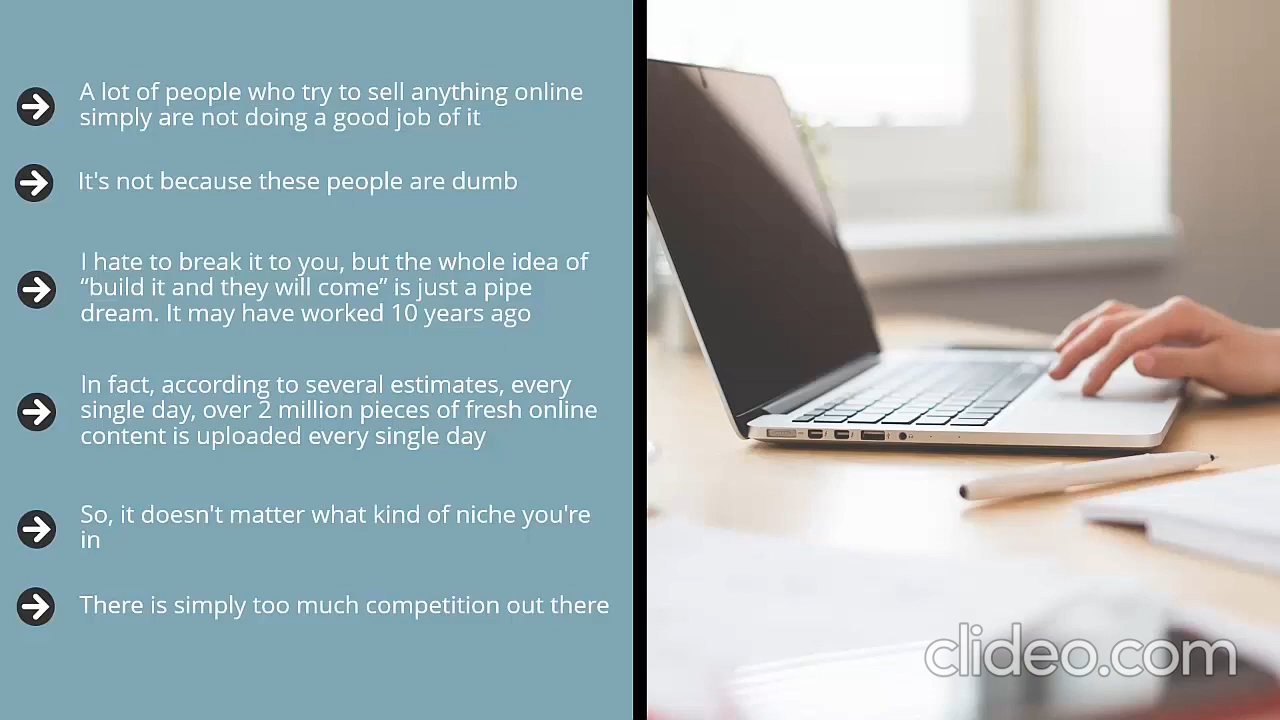 A lot of people who try to sell anything online
simply are not doing a good job of it
It's not because these people are dumb
I hate to break it to you, but the whole idea of
“build it and they will come” is just a pipe
dream. It may have worked 10 years ago
In fact, according to several estimates, every
single day, over 2 million pieces of fresh online
content is uploaded every single day
So, it doesn't matter what kind of niche you're
in
There is simply too much competition out there
clideo.com